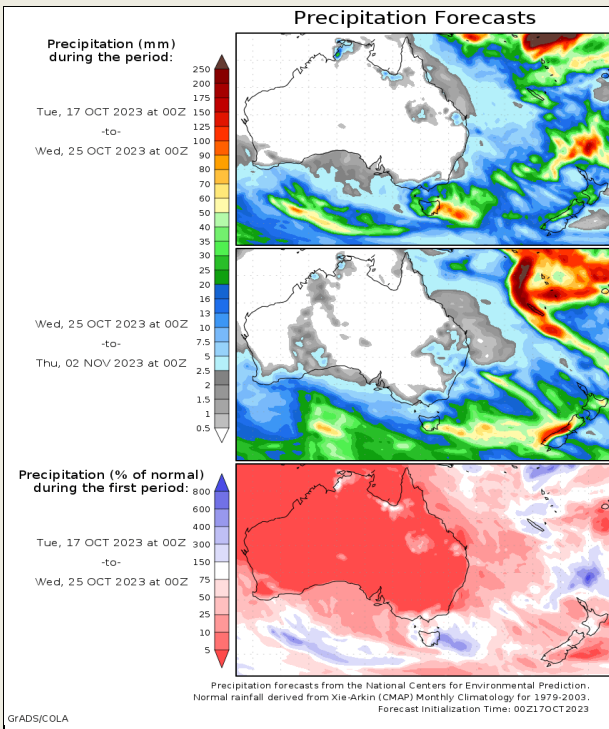 Precipitation Forecasts
Precipitation (mm)
during the period:
Tue, 17 OCT 2023 at 00Z
-to-
Wed, 25 OCT 2023 at 00Z
250
200
175
150
125
100
90
80
70
60
50
40
35
30
25
20
16
13
10
7.5
5
2.5
2
1.5
1
0.5
Wed, 25 OCT 2023 at 00Z
-to-
Thu, 02 NOV 2023 at 00Z
Precipitation (% of normal)
during the first period:
Tue, 17 OCT 2023 at 00Z
-to-
Wed, 25 OCT 2023 at 00Z
800
600
400
300
150
75
50
25
10
5
Precipitation forecasts from the National Centers for Environmental Prediction.
Normal rainfall derived from Xie-Arkin (CMAP) Monthly Climatology for 1979-2003.
Forecast Initialization Time: 00Z17OCT2023
GrADS/COLA